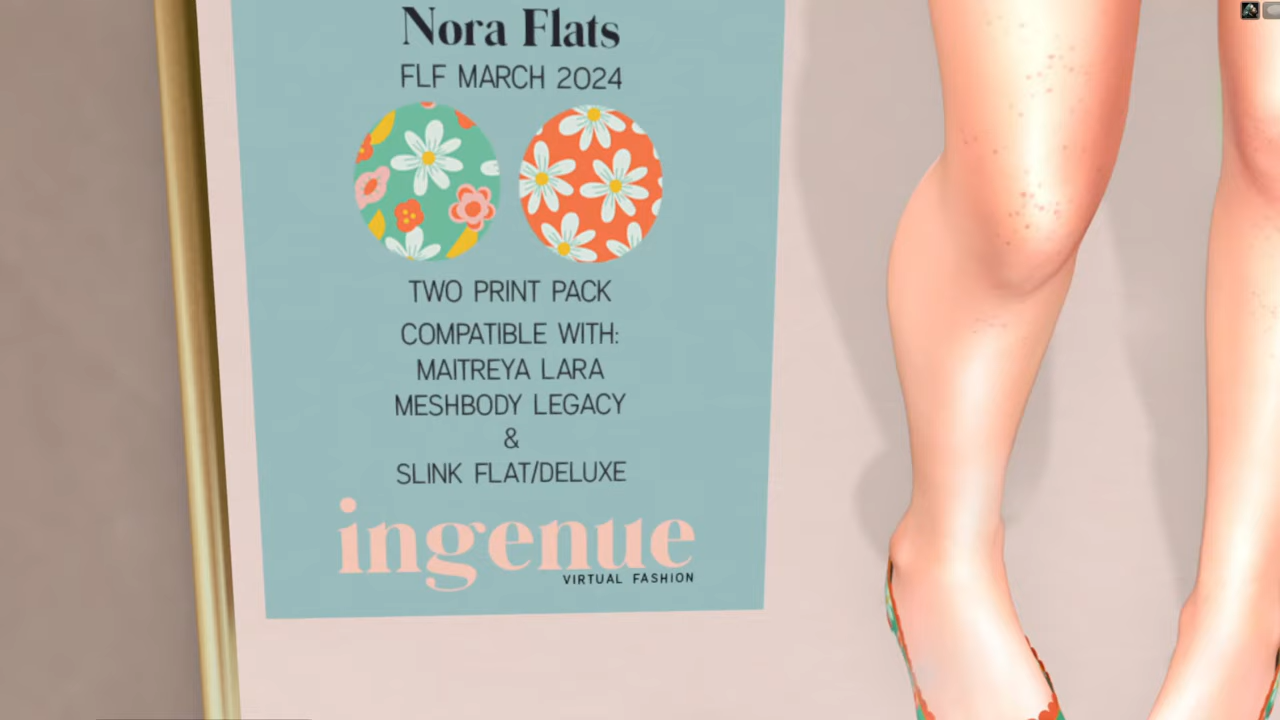 Nora Flats
FLF MARCH 2024
TWO PRINT PACK
COMPATIBLE WITH:
MAITREYA LARA
MESHBODY LEGACY
&
SLINK FLAT/DELUXE
ingenue
VIRTUAL FASHION